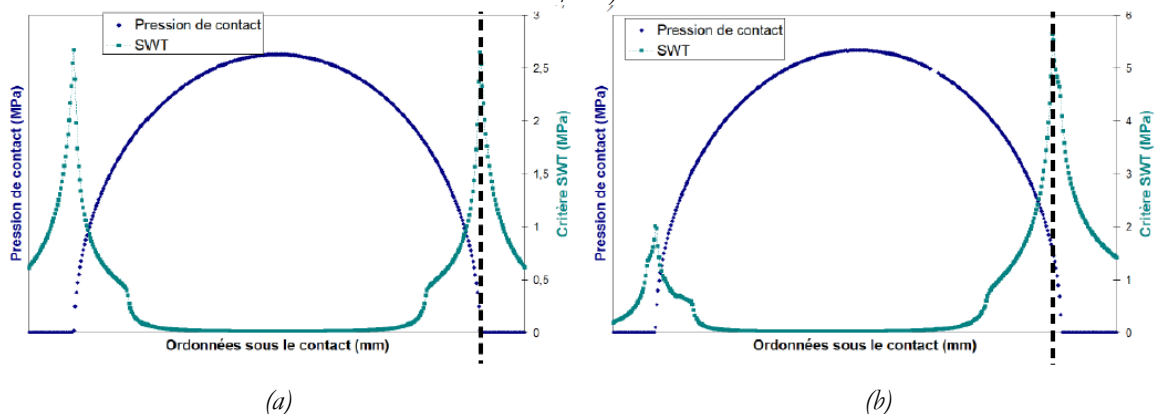 Pression de contact
SWT
Pression de contact (MPa)
3
2,5
2
1,5
1
0,5
0
Critère SWT (MPa)
Ordonnées sous le contact (mm)
(a)
Pression de contact
SWT
Pression de contact (MPa)
6
5
4
3
2
1
0
Critère SWT (MPa)
Ordonnées sous le contact (mm)
(b)